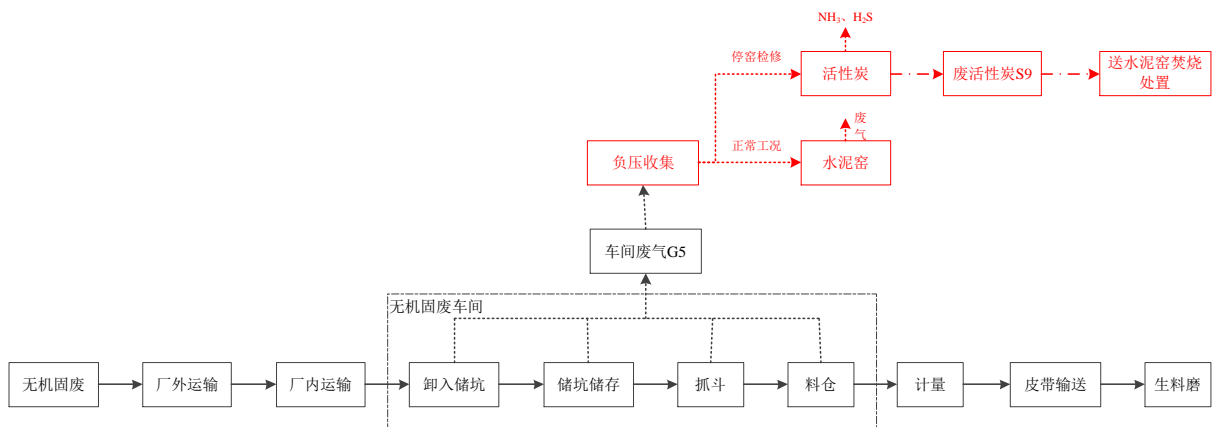 NH₃、H₂S
停窑检修
活性炭
废活性炭S9
送水泥窑焚烧
处置
废
气
负压收集
正常工况
水泥窑
车间废气G5
无机固废车间
无机固废
厂外运输
厂内运输
卸入储坑
储坑储存
抓斗
料仓
计量
皮带输送
生料磨